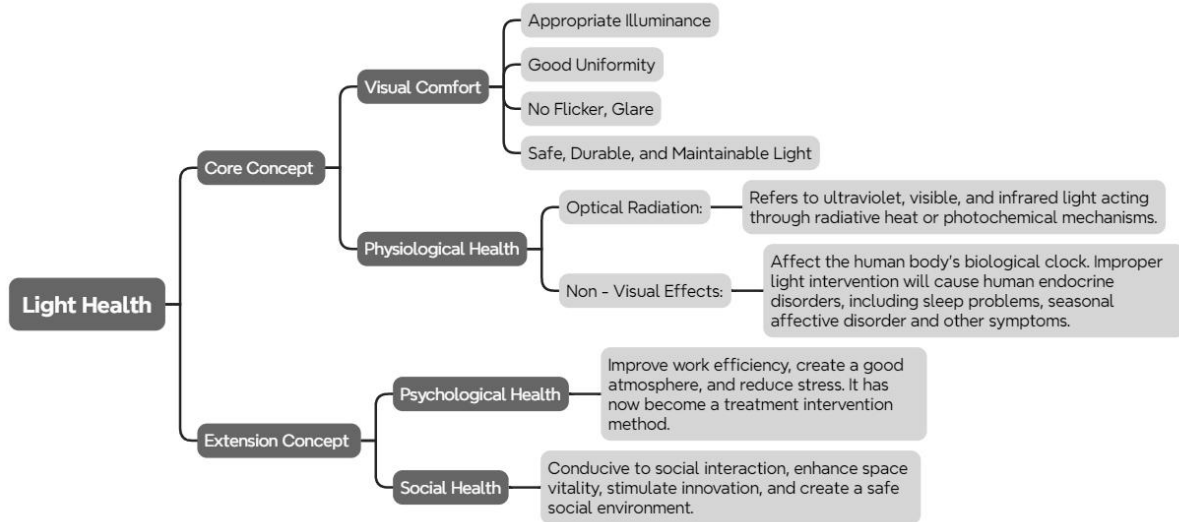 Light Health
Core Concept
Visual Comfort
Appropriate Illuminance
Good Uniformity
No Flicker, Glare
Safe, Durable, and Maintainable Light
Physiological Health
Optical Radiation:
Refers to ultraviolet, visible, and infrared light acting
through radiative heat or photochemical mechanisms.
Non - Visual Effects:
Affect the human body's biological clock. Improper
light intervention will cause human endocrine
disorders, including sleep problems, seasonal
affective disorder and other symptoms.
Extension Concept
Psychological Health
Improve work efficiency, create a good
atmosphere, and reduce stress. It has
now become a treatment intervention
method.
Social Health
Conducive to social interaction, enhance space
vitality, stimulate innovation, and create a safe
social environment.